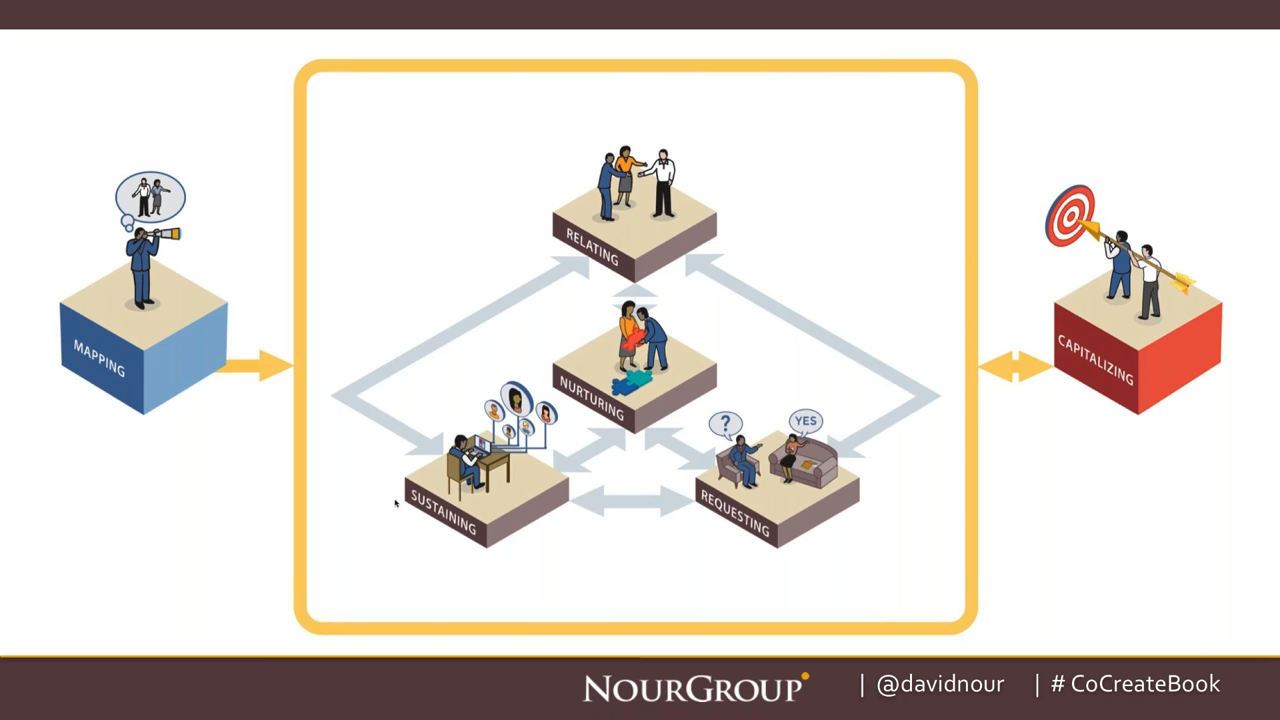 RELATING
MAPPING
NURTURING
CAPITALIZING
?
YES
SUSTAINING
REQUESTING
NOURGROUP
| @davidnour
| # CoCreateBook